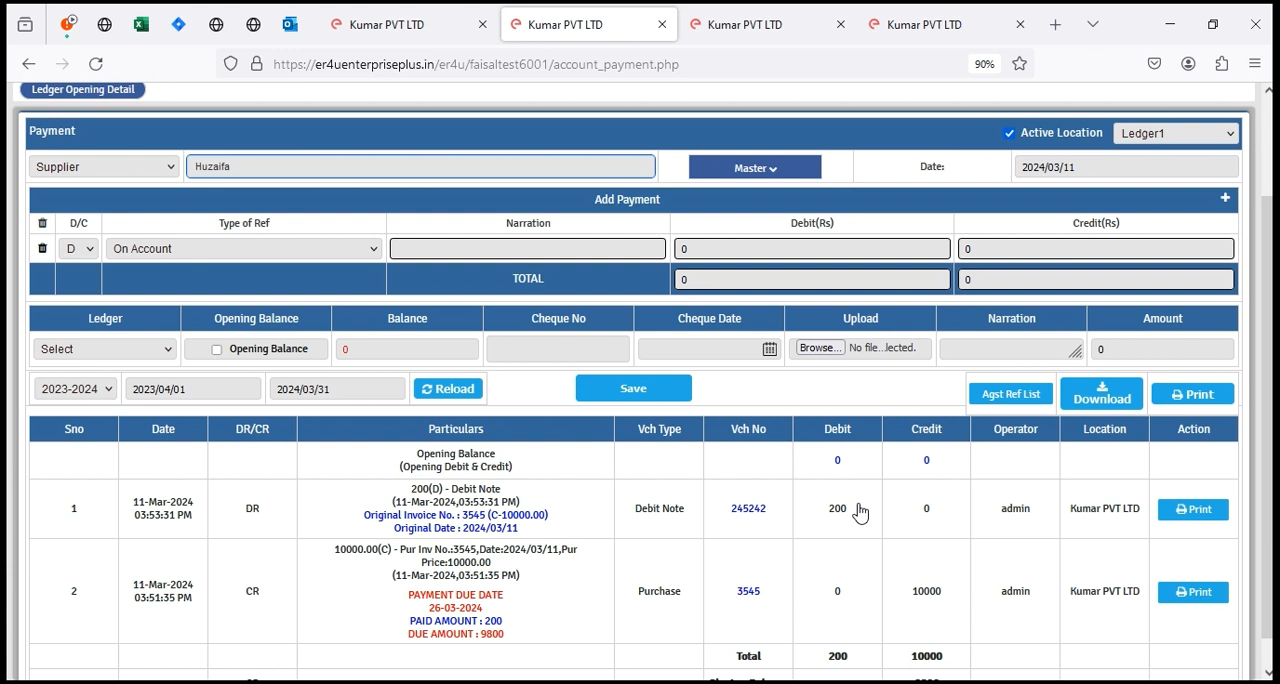 Kumar PVT LTD
Kumar PVT LTD
Kumar PVT LTD
Kumar PVT LTD
https://er4uenterpriseplus.in/er4u/faisaltest6001/account_payment.php
90%
Ledger Opening Detail
Payment
Active Location
Ledger1
Supplier
Huzaifa
Master
Date:
2024/03/11
Add Payment
D/C
Type of Ref
Narration
Debit(Rs)
Credit(Rs)
D
On Account
0
0
TOTAL
0
0
Ledger
Opening Balance
Balance
Cheque No
Cheque Date
Upload
Narration
Amount
Select
Opening Balance
0
Browse...
No file...lected.
0
2023-2024
2023/04/01
2024/03/31
Reload
Save
Agst Ref List
Download
Print
Sno
Date
DR/CR
Particulars
Vch Type
Vch No
Debit
Credit
Operator
Location
Action
Opening Balance
(Opening Debit & Credit)
0
0
1
11-Mar-2024
03:53:31 PM
DR
200(D) - Debit Note
(11-Mar-2024,03:53:31 PM)
Original Invoice No. : 3545 (C-10000.00)
Original Date : 2024/03/11
Debit Note
245242
200
0
admin
Kumar PVT LTD
Print
2
11-Mar-2024
03:51:35 PM
CR
10000.00(C) - Pur Inv No.:3545,Date:2024/03/11,Pur
Price:10000.00
(11-Mar-2024,03:51:35 PM)
PAYMENT DUE DATE
26-03-2024
PAID AMOUNT : 200
DUE AMOUNT : 9800
Purchase
3545
0
10000
admin
Kumar PVT LTD
Print
Total
200
10000